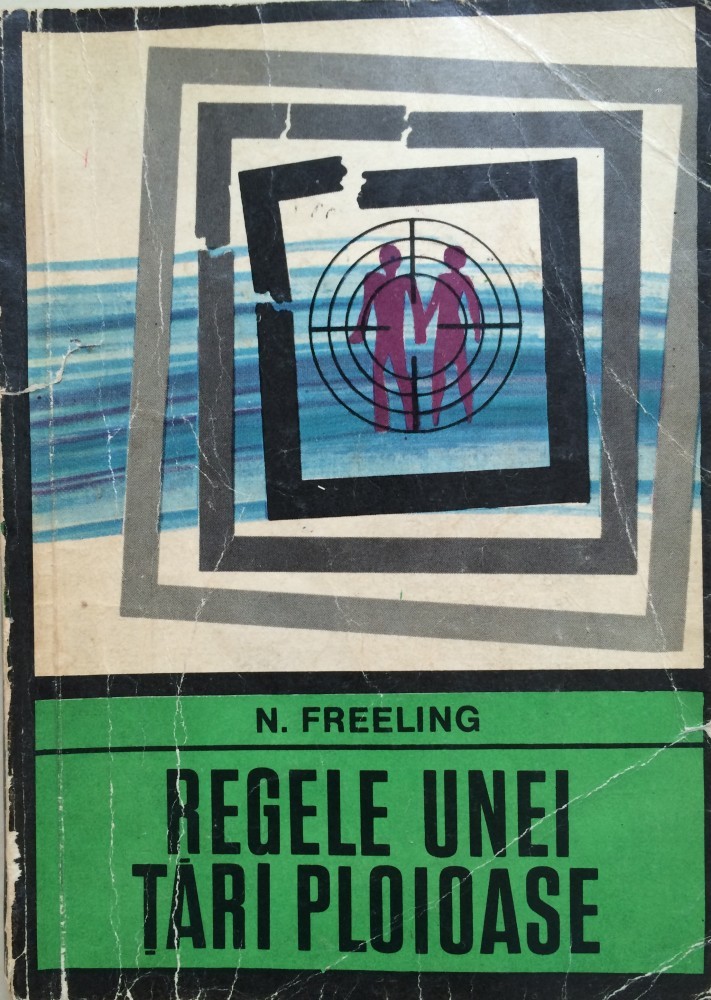 N. FREELING
REGELE UNEI
ȚĂRI PLOIOASE